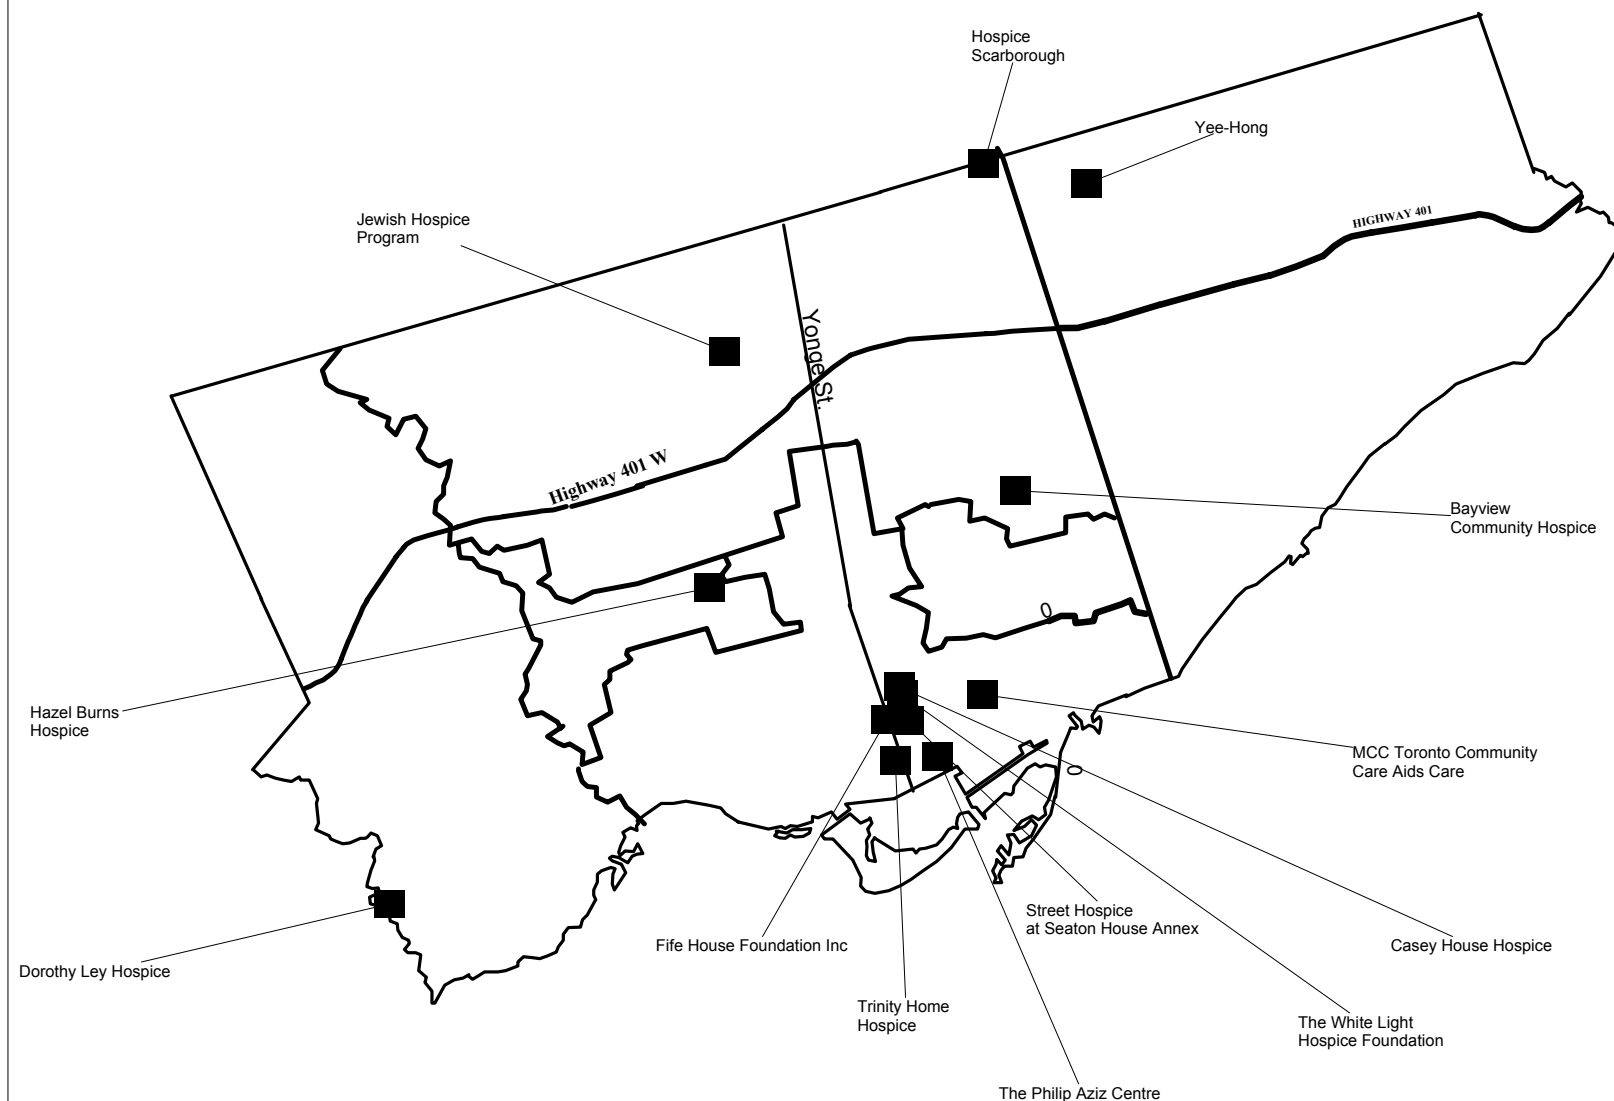 Hospice
Scarborough
Yee-Hong
Jewish Hospice
Program
HIGHWAY 401
Yonge St.
Highway 401 W
Bayview
Community Hospice
0
Hazel Burns
Hospice
MCC Toronto Community
Care Aids Care
0
Street Hospice
at Seaton House Annex
Fife House Foundation Inc
Casey House Hospice
Dorothy Ley Hospice
Trinity Home
Hospice
The White Light
Hospice Foundation
The Philip Aziz Centre